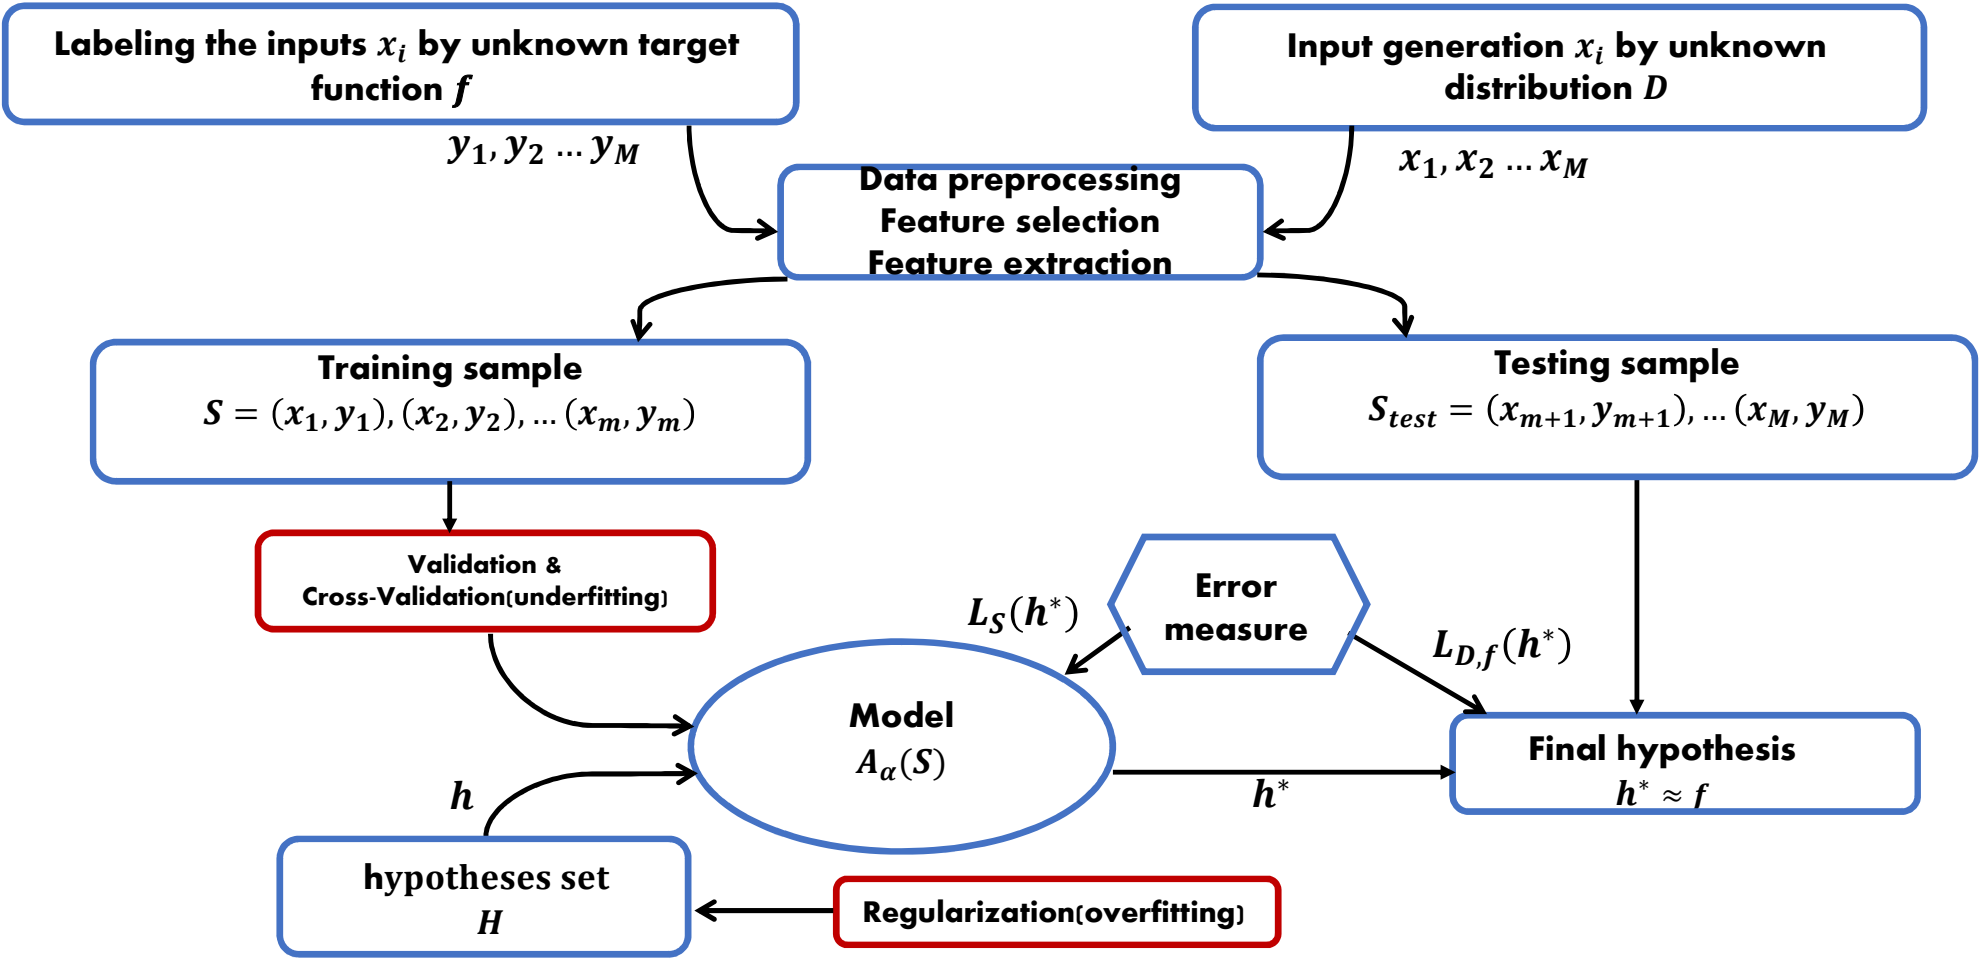 Labeling the inputs 𝒙ᵢ by unknown target
function 𝒇
Input generation 𝒙ᵢ by unknown
distribution 𝑫
𝒚₁, 𝒚₂ … 𝒚_M
𝒙₁, 𝒙₂ … 𝒙_M
Data preprocessing
Feature selection
Feature extraction
Training sample
𝑺 = (𝒙₁, 𝒚₁), (𝒙₂, 𝒚₂), … (𝒙ₘ, 𝒚ₘ)
Testing sample
𝑺_test = (𝒙_{m+1}, 𝒚_{m+1}), … (𝒙_M, 𝒚_M)
Validation &
Cross-Validation(underfitting)
Error
measure
𝑳_S(𝒉*)
𝑳_{D,f}(𝒉*)
Model
𝑨_α(𝑺)
Final hypothesis
𝒉* ≈ 𝒇
𝒉
𝒉*
hypotheses set
𝑯
Regularization(overfitting)